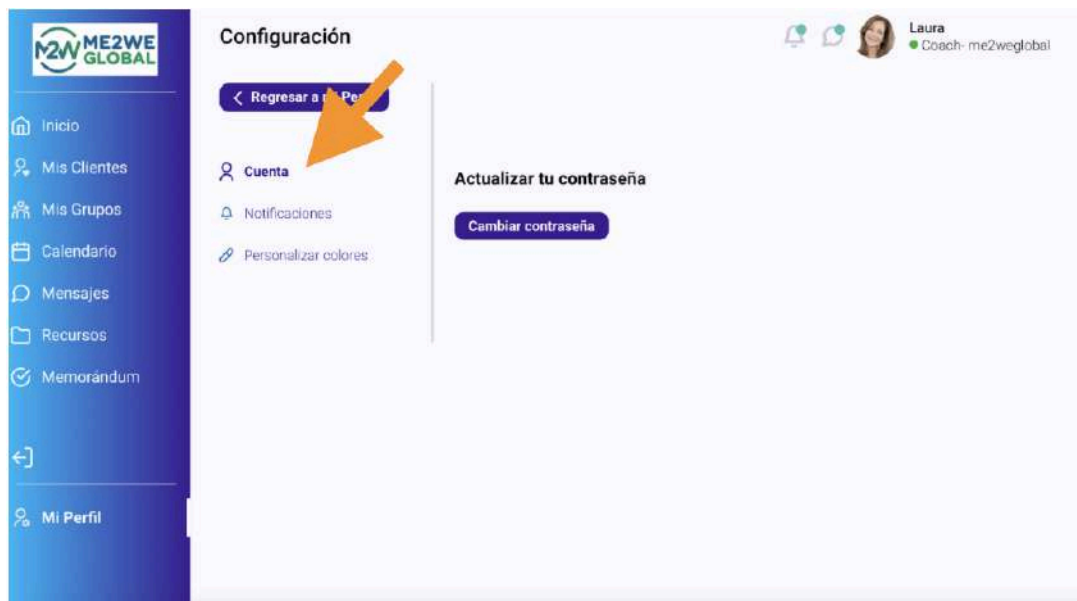 M2W ME2WE
GLOBAL
Inicio
Mis Clientes
Mis Grupos
Calendario
Mensajes
Recursos
Memorándum
Mi Perfil
Configuración
Laura
Coach- me2weglobal
Regresar a
Cuenta
Notificaciones
Personalizar colores
Actualizar tu contraseña
Cambiar contraseña